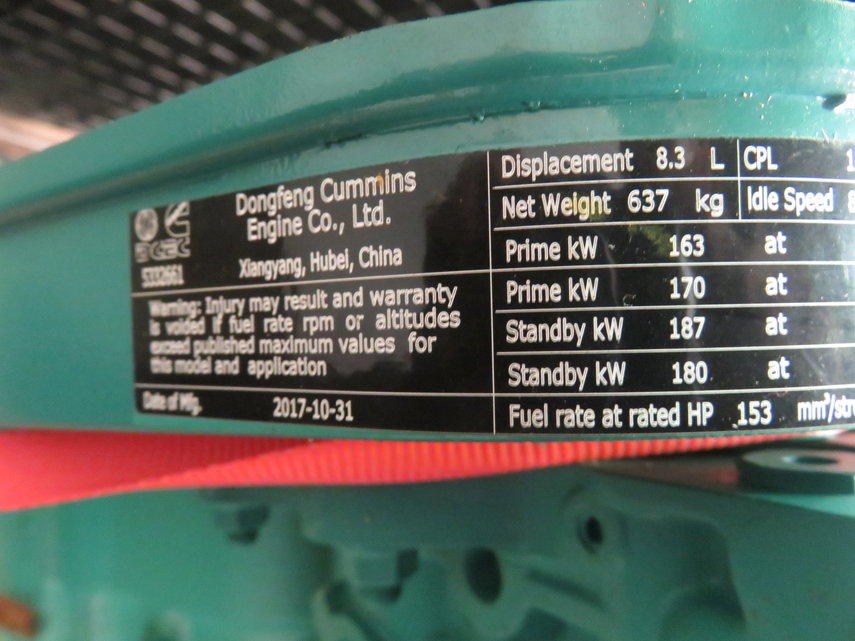 Dongfeng Cummins
Engine Co., Ltd.
Xiangyang, Hubei, China
Warning: Injury may result and warranty
is voided if fuel rate rpm or altitudes
exceed published maximum values for
this model and application
Date of Mfg. 2017-10-31
Displacement 8.3 L CPL
Net Weight 637 kg Idle Speed
Prime kW 163 at
Prime kW 170 at
Standby kW 187 at
Standby kW 180 at
Fuel rate at rated HP 153